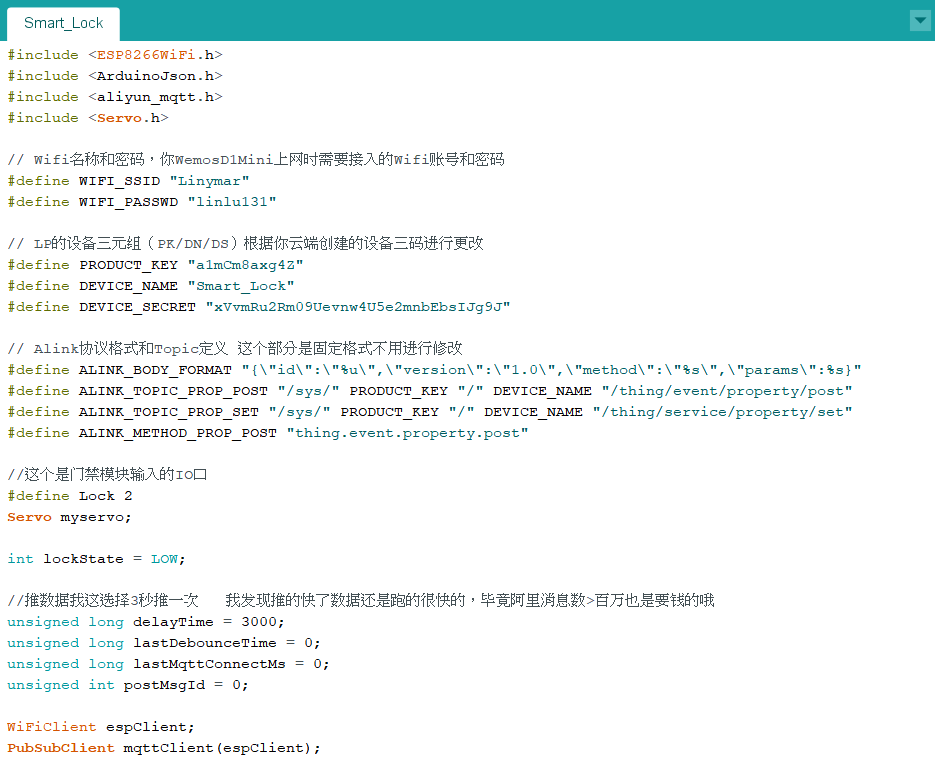 Smart_Lock
#include <ESP8266WiFi.h>
#include <ArduinoJson.h>
#include <aliyun_mqtt.h>
#include <Servo.h>
// Wifi名称和密码，你WemosD1Mini上网时需要接入的Wifi账号和密码
#define WIFI_SSID "Linymar"
#define WIFI_PASSWD "linlu131"
// LP的设备三元组（PK/DN/DS）根据你云端创建的设备三码进行更改
#define PRODUCT_KEY "a1mCm8axg4Z"
#define DEVICE_NAME "Smart_Lock"
#define DEVICE_SECRET "xVvmRu2Rm09Uevnw4U5e2mnbEbsIJg9J"
// Alink协议格式和Topic定义 这个部分是固定格式不用进行修改
#define ALINK_BODY_FORMAT "{\"id\":\"%u\",\"version\":\"1.0\",\"method\":\"%s\",\"params\":%s}"
#define ALINK_TOPIC_PROP_POST "/sys/" PRODUCT_KEY "/" DEVICE_NAME "/thing/event/property/post"
#define ALINK_TOPIC_PROP_SET "/sys/" PRODUCT_KEY "/" DEVICE_NAME "/thing/service/property/set"
#define ALINK_METHOD_PROP_POST "thing.event.property.post"
//这个是门禁模块输入的IO口
#define Lock 2
Servo myservo;
int lockState = LOW;
//推数据我这选择3秒推一次   我发现推的快了数据还是跑的很快的，毕竟阿里消息数>百万也是要钱的哦
unsigned long delayTime = 3000;
unsigned long lastDebounceTime = 0;
unsigned long lastMqttConnectMs = 0;
unsigned int postMsgId = 0;
WiFiClient espClient;
PubSubClient mqttClient(espClient);